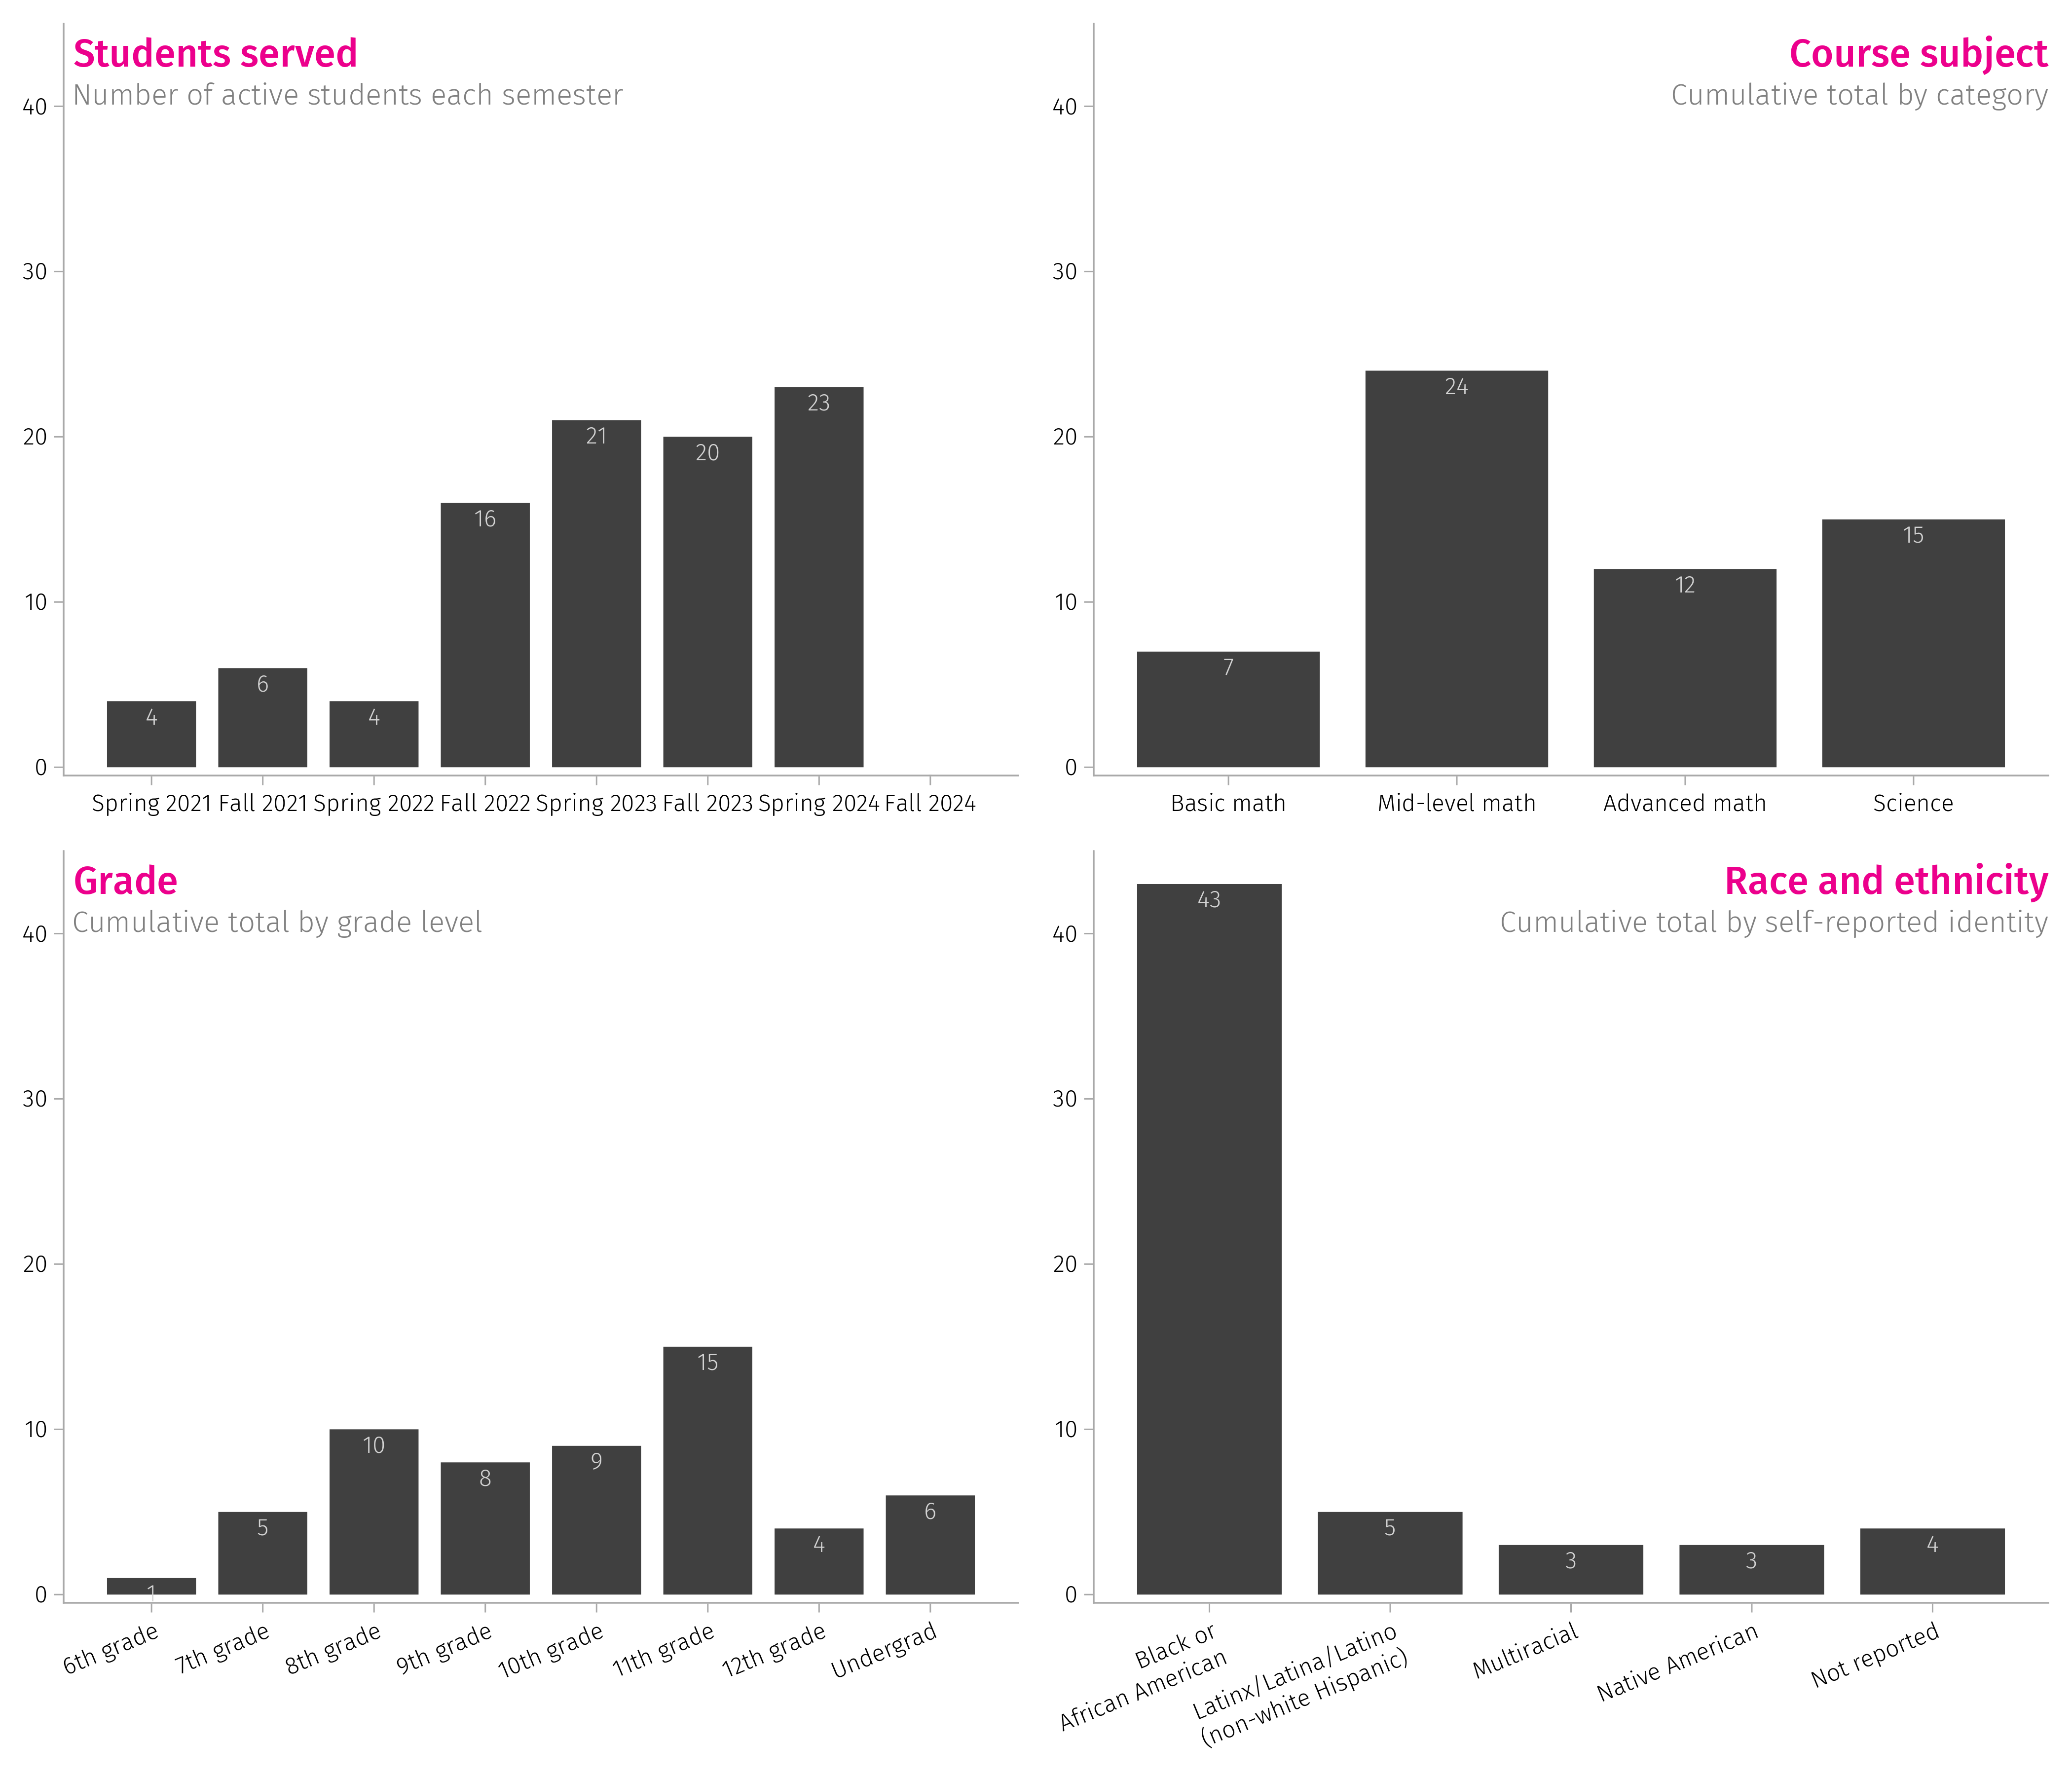 Students served
Number of active students each semester
40
30
20
10
0
4
6
4
16
21
20
23
Spring 2021 Fall 2021 Spring 2022 Fall 2022 Spring 2023 Fall 2023 Spring 2024 Fall 2024
Course subject
Cumulative total by category
40
30
20
10
0
7
24
12
15
Basic math Mid-level math Advanced math Science
Grade
Cumulative total by grade level
40
30
20
10
0
1
5
10
8
9
15
4
6
6th grade
7th grade
8th grade
9th grade
10th grade
11th grade
12th grade
Undergrad
Race and ethnicity
Cumulative total by self-reported identity
40
30
20
10
0
43
5
3
3
4
Black or
African American
Latinx/Latina/Latino
(non-white Hispanic)
Multiracial
Native American
Not reported